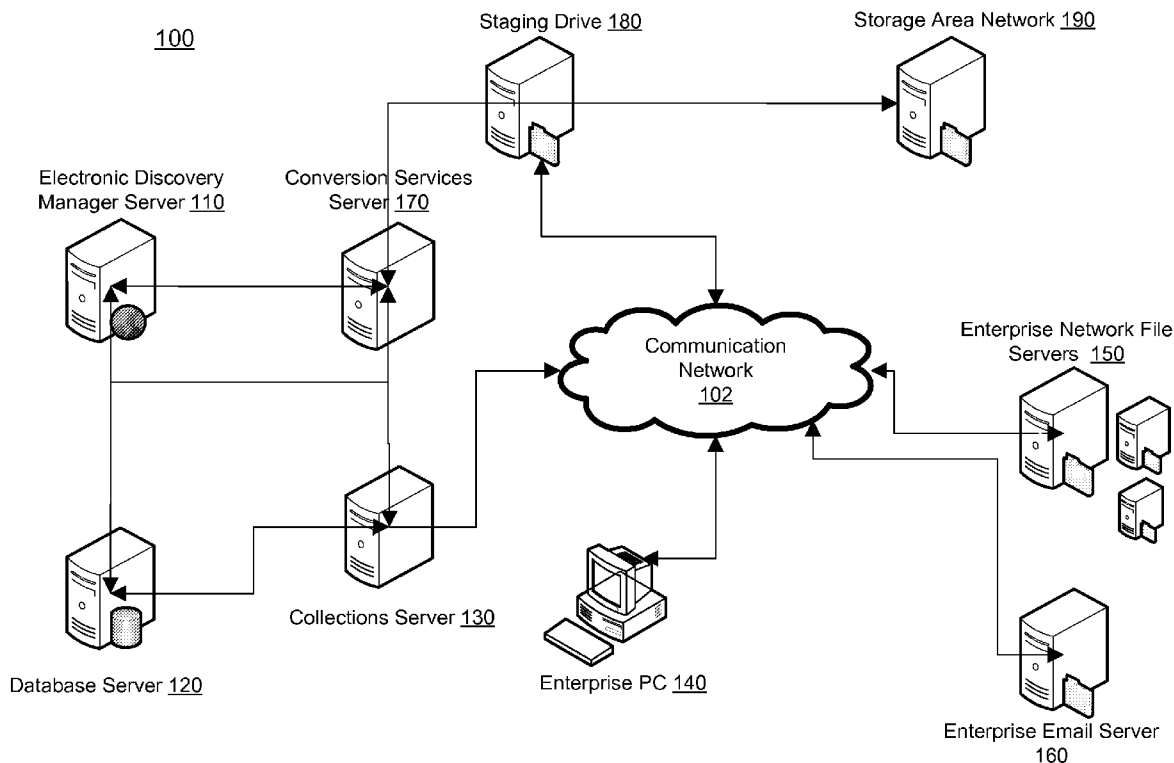 100
Staging Drive 180
Storage Area Network 190
Electronic Discovery
Manager Server 110
Conversion Services
Server 170
Communication
Network
102
Enterprise Network File
Servers 150
Collections Server 130
Database Server 120
Enterprise PC 140
Enterprise Email Server
160